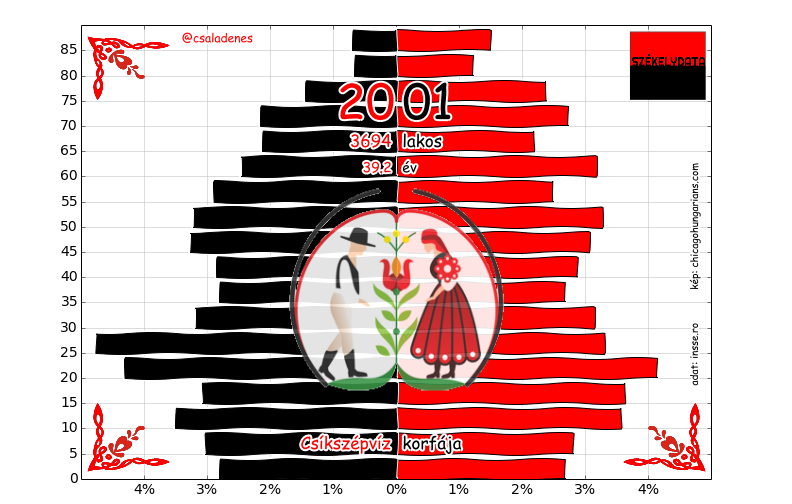 @csaladenes
SZÉKELYDATA
2001
3694 lakos
39.2 év
kép: chicagohungarians.com
adat: insse.ro
Csíkszépvíz korfája
85
80
75
70
65
60
55
50
45
40
35
30
25
20
15
10
5
0
4% 3% 2% 1% 0% 1% 2% 3% 4%